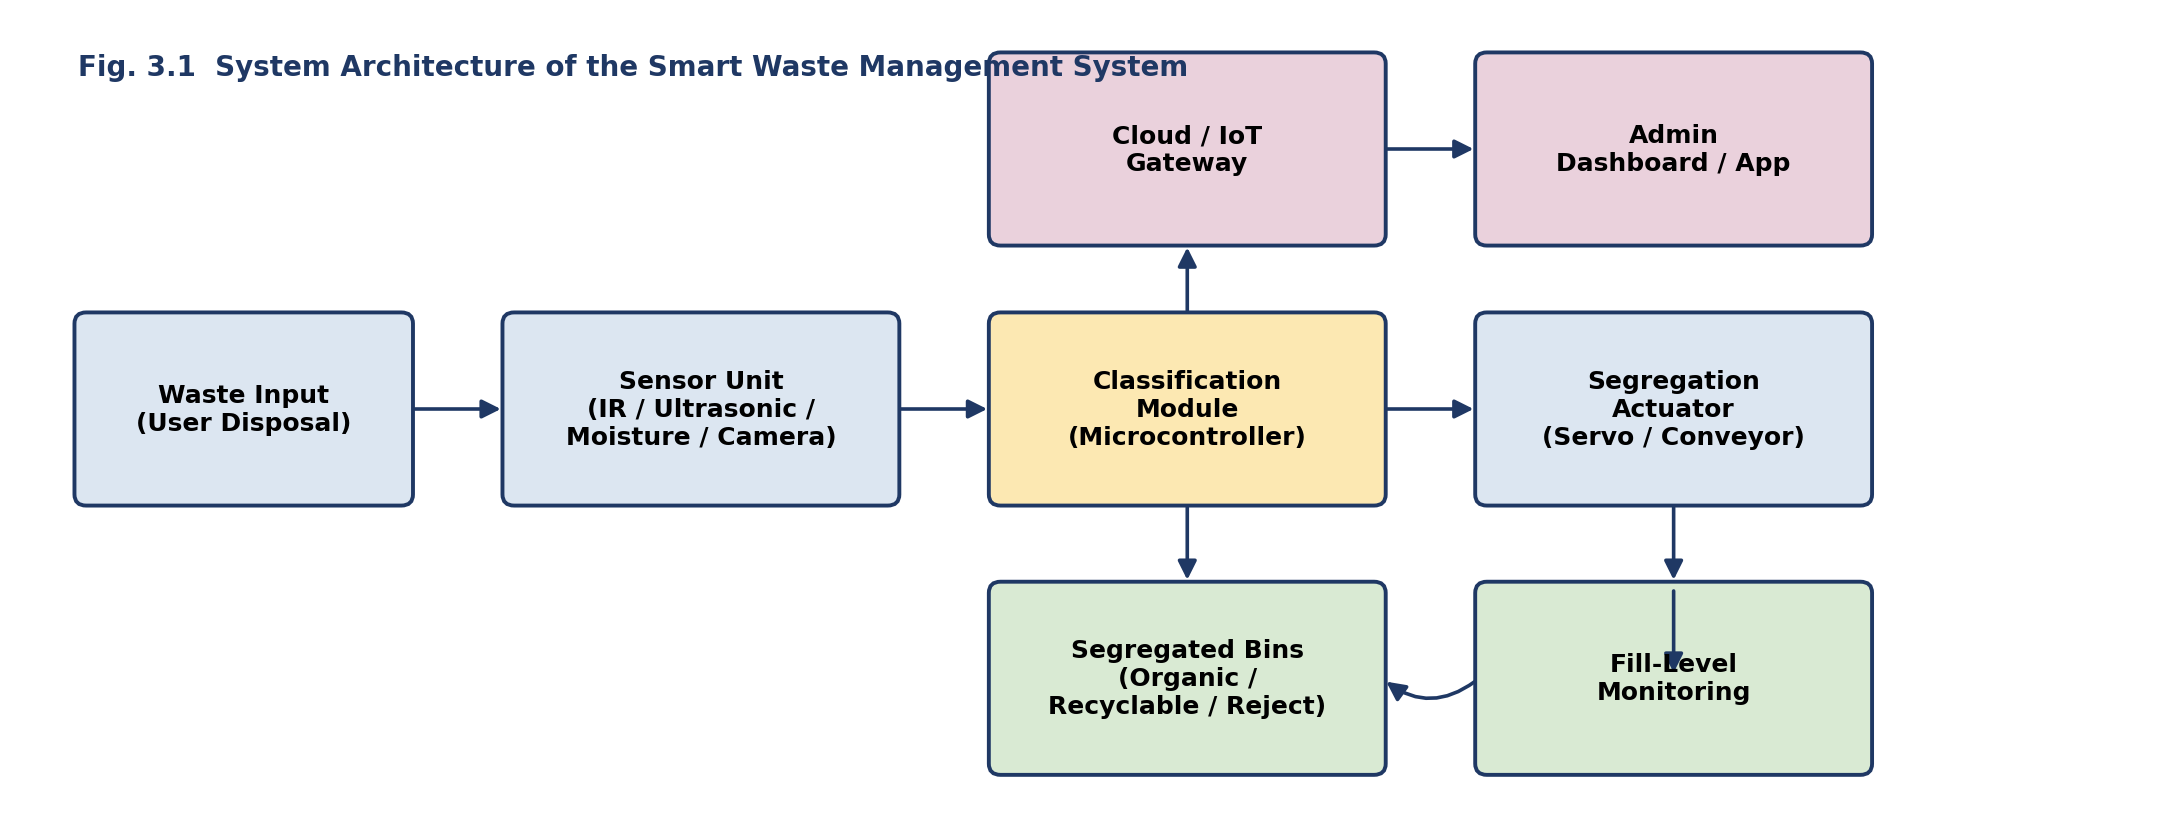 Fig. 3.1  System Architecture of the Smart Waste Management System
Cloud / IoT
Gateway
Admin
Dashboard / App
Waste Input
(User Disposal)
Sensor Unit
(IR / Ultrasonic /
Moisture / Camera)
Classification
Module
(Microcontroller)
Segregation
Actuator
(Servo / Conveyor)
Segregated Bins
(Organic /
Recyclable / Reject)
Fill-Level
Monitoring